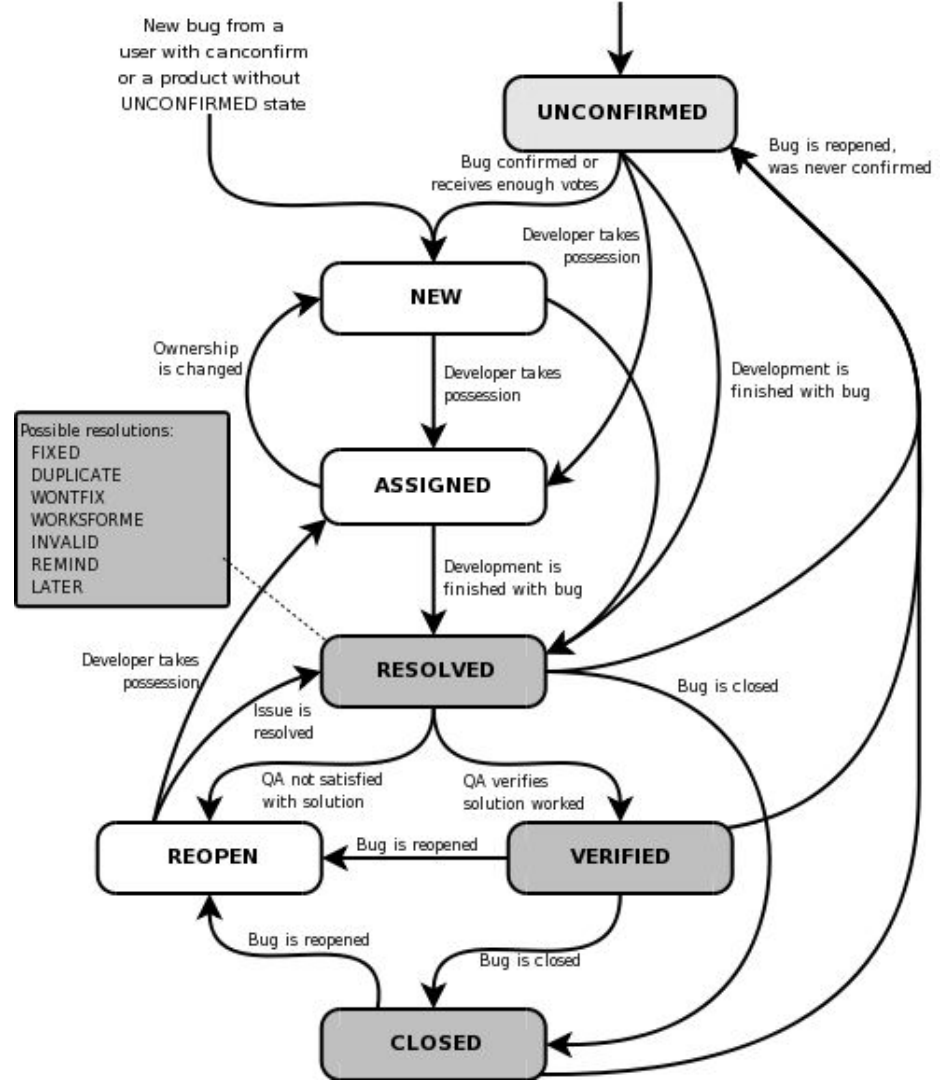 New bug from a
user with canconfirm
or a product without
UNCONFIRMED state
UNCONFIRMED
Bug confirmed or
receives enough votes
Bug is reopened,
was never confirmed
Developer takes
possession
NEW
Ownership
is changed
Developer takes
possession
Development is
finished with bug
Possible resolutions:
FIXED
DUPLICATE
WONTFIX
WORKSFORME
INVALID
REMIND
LATER
ASSIGNED
Development is
finished with bug
RESOLVED
Developer takes
possession
Issue is
resolved
Bug is closed
QA not satisfied
with solution
QA verifies
solution worked
REOPEN
Bug is reopened
VERIFIED
Bug is reopened
Bug is closed
CLOSED